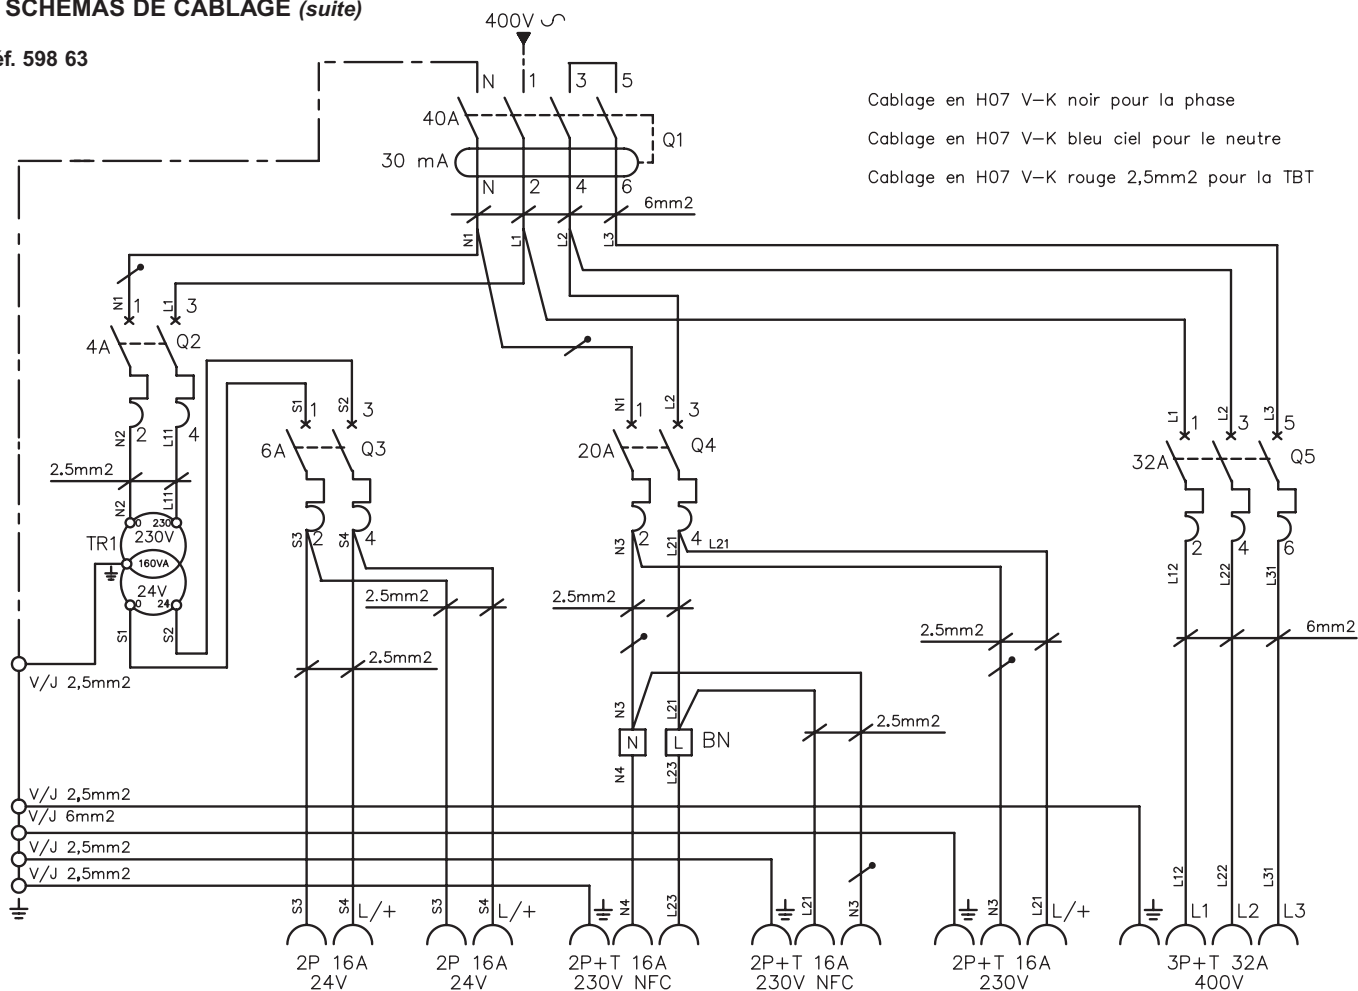 SCHEMAS DE CABLAGE (suite)
400V
éf. 598 63
N 1 3 5
Cablage en H07 V-K noir pour la phase
40A
Q1
Cablage en H07 V-K bleu ciel pour le neutre
30 mA
Cablage en H07 V-K rouge 2,5mm2 pour la TBT
N 2 4 6
6mm2
N1 L1 L2 L3
N1 1 L1 3
4A Q2
S1 1 S2 3
N1 1 L2 3
L1 1 L2 3 L3 5
N2 2 L11 4
6A Q3
20A Q4
32A Q5
2.5mm2
N2 L11
0 230
230V
TR1
160VA
24V
0 24
S1 S2
S3 2 S4 4
N3 2 L21 4 L21
2 4 6
L12 L22 L31
2.5mm2
2.5mm2
2.5mm2
6mm2
2.5mm2
V/J 2,5mm2
N3 L21
2.5mm2
N L BN
N4 L23
V/J 2,5mm2
V/J 6mm2
V/J 2,5mm2
V/J 2,5mm2
L12 L22 L31
S3 S4 L/+
S3 S4 L/+
N4 L23
L21 N3
N3 L21 L/+
L1 L2 L3
2P 16A
24V
2P 16A
24V
2P+T 16A
230V NFC
2P+T 16A
230V NFC
2P+T 16A
230V
3P+T 32A
400V